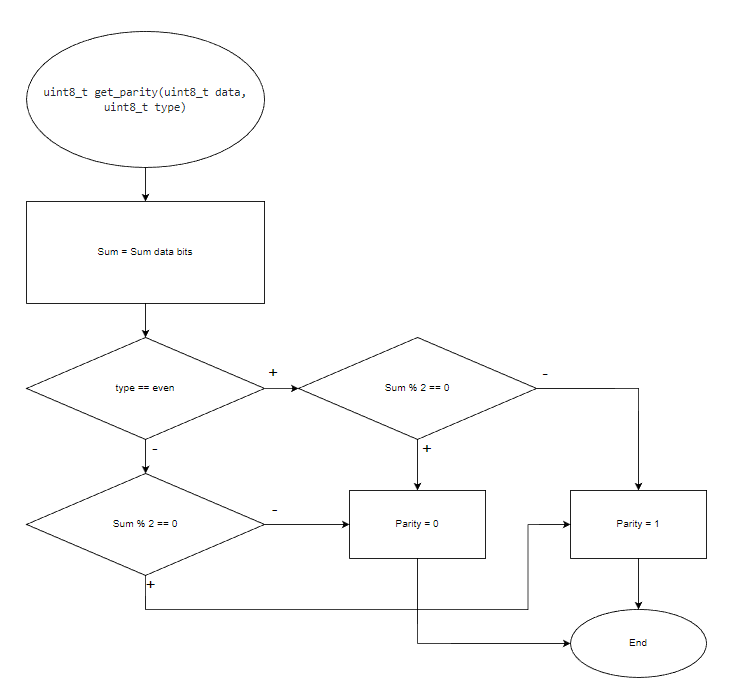 uint8_t get_parity(uint8_t data,
uint8_t type)
Sum = Sum data bits
type == even
+
Sum % 2 == 0
-
-
+
Sum % 2 == 0
-
Parity = 0
Parity = 1
+
End